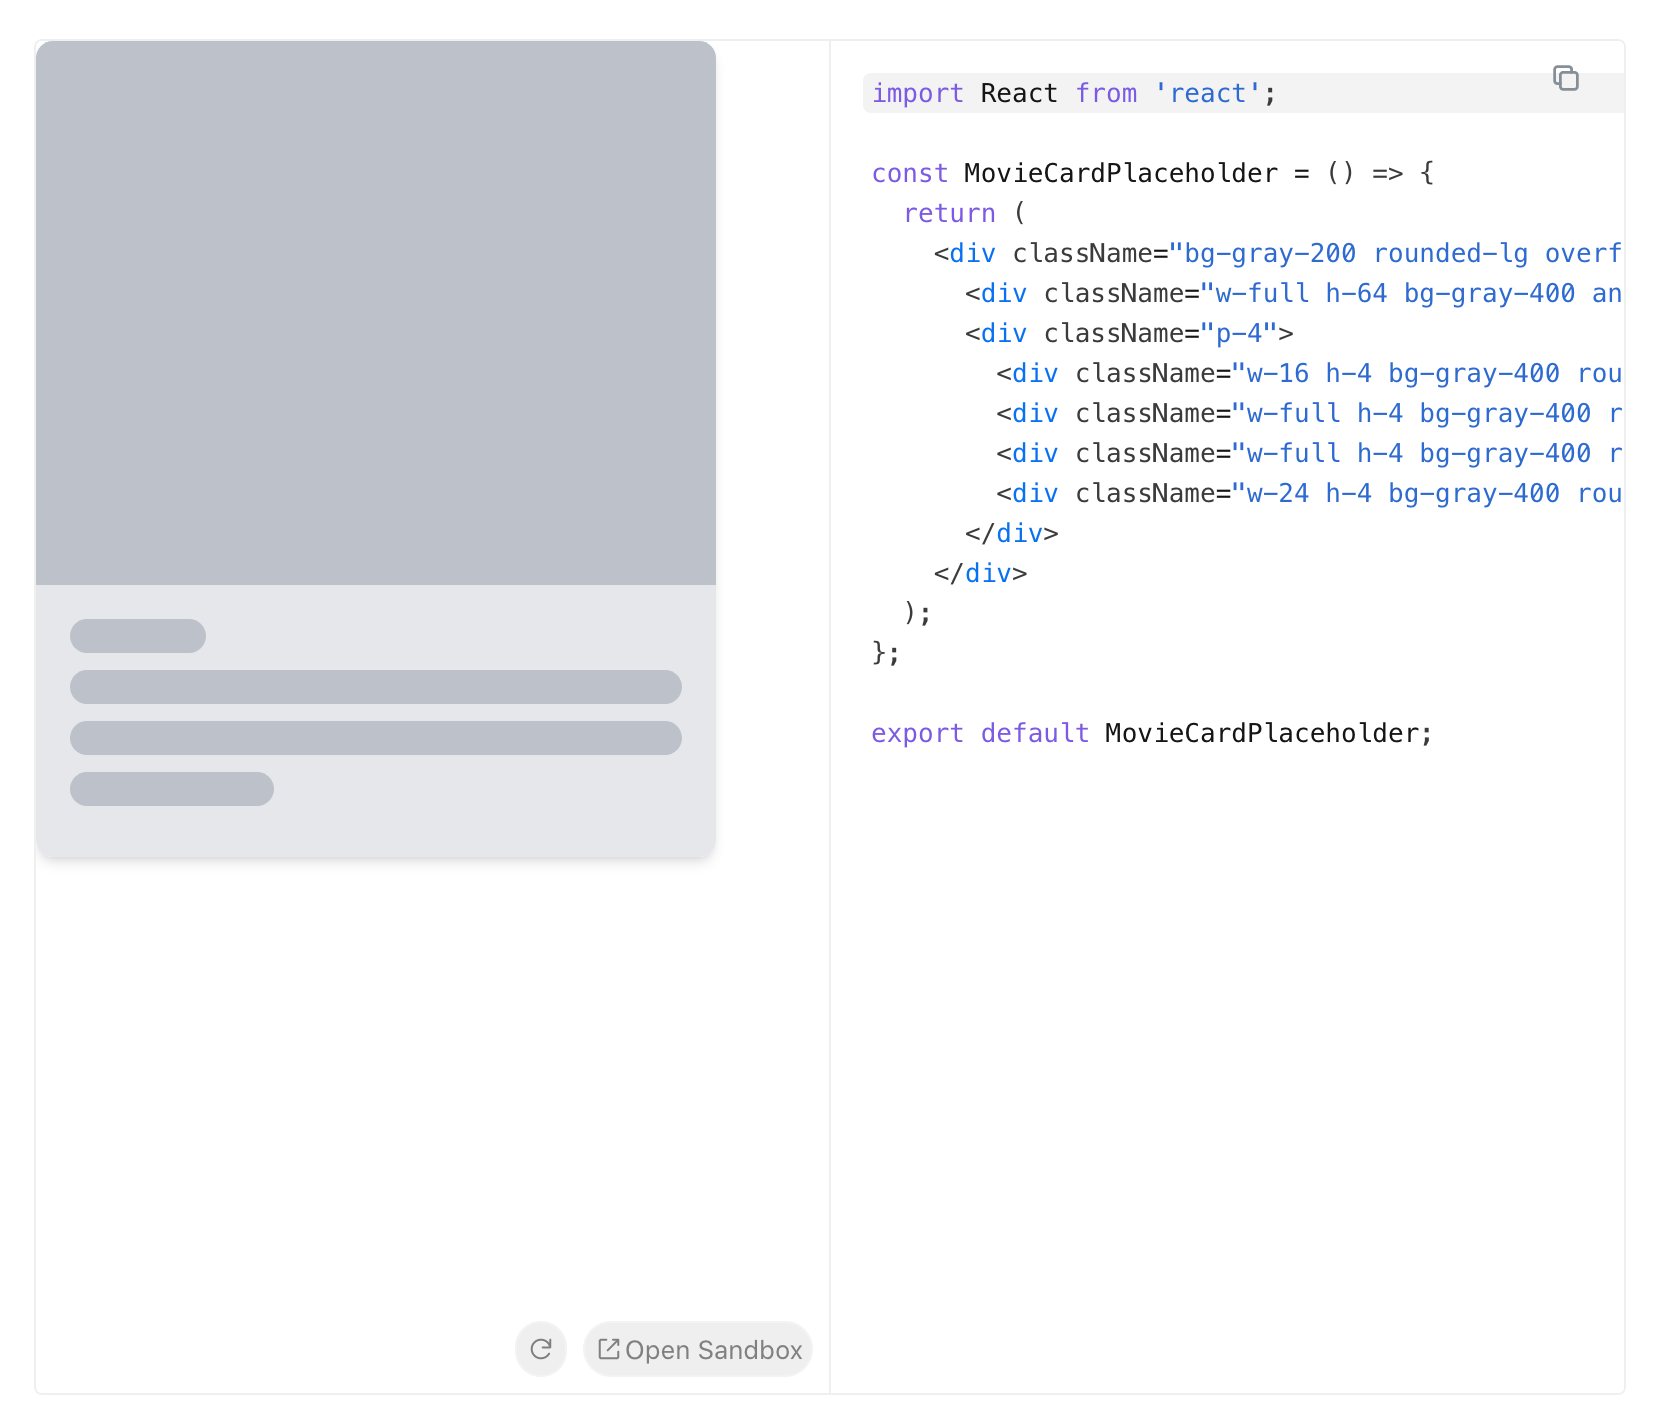 import React from 'react';
const MovieCardPlaceholder = () => {
return (
<div className="bg-gray-200 rounded-lg overf
<div className="w-full h-64 bg-gray-400 an
<div className="p-4">
<div className="w-16 h-4 bg-gray-400 rou
<div className="w-full h-4 bg-gray-400 r
<div className="w-full h-4 bg-gray-400 r
<div className="w-24 h-4 bg-gray-400 rou
</div>
</div>
);
};
export default MovieCardPlaceholder;
Open Sandbox